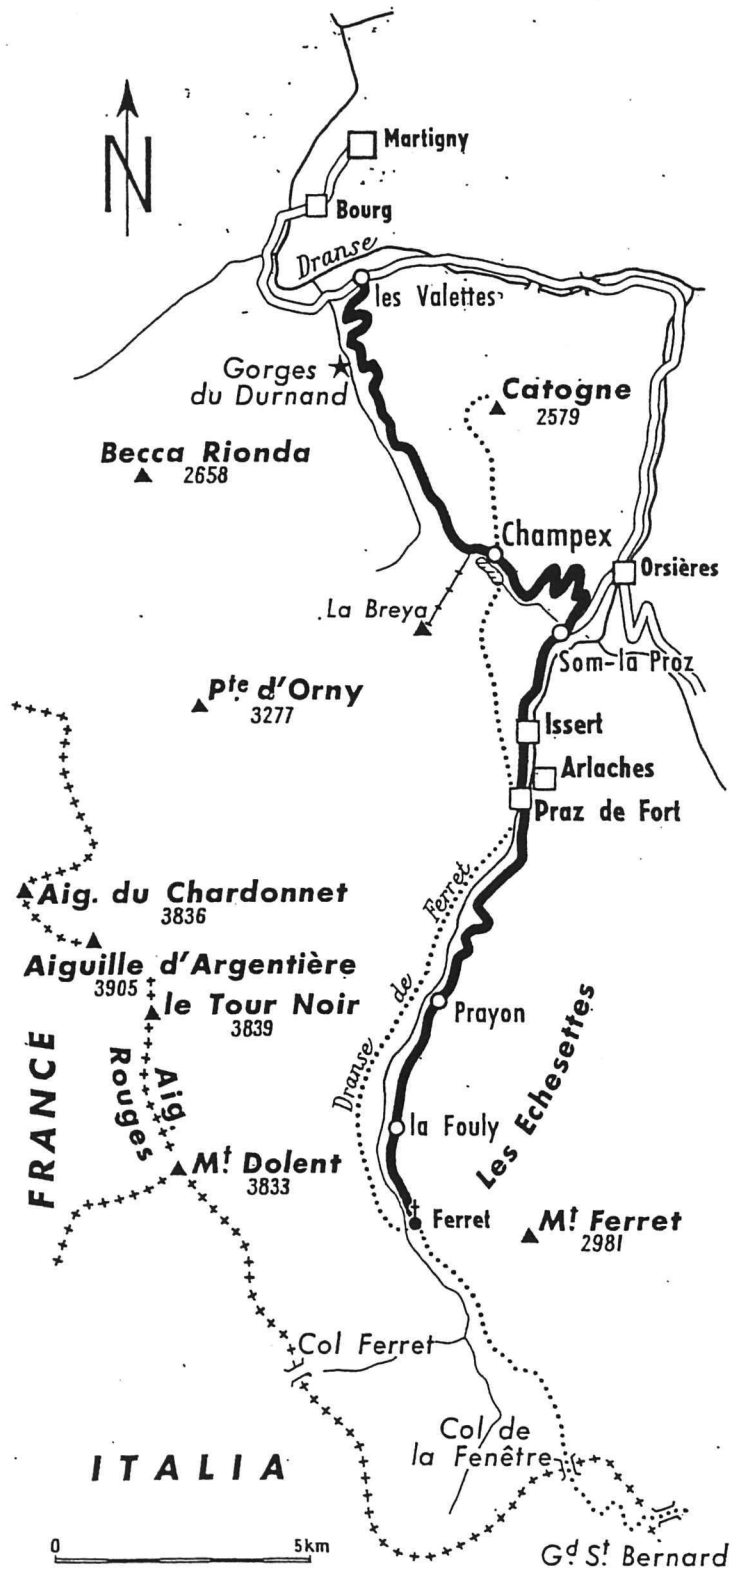 N
Martigny
Bourg
Dranse
les Valettes
Gorges
du Durnand
Catogne
2579
Becca Rionda
2658
Champex
Orsières
La Breya
Som-la Proz
Pte d'Orny
3277
Issert
Arlaches
Praz de Fort
Aig. du Chardonnet
3836
Aiguille d'Argentière
3905
le Tour Noir
3839
Dranse de Ferret
Prayon
Les Echesettes
FRANCE
Aig.
Rouges
la Fouly
Mt Dolent
3833
Ferret
Mt Ferret
2981
Col Ferret
Col de
la Fenêtre
ITALIA
0 5km
Gd St Bernard